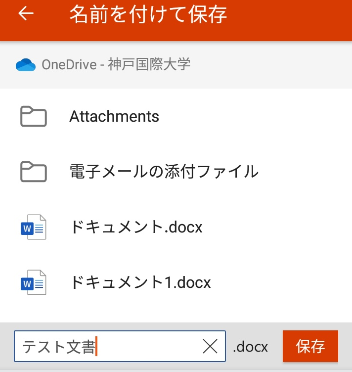 名前を付けて保存
OneDrive - 神戸国際大学
Attachments
電子メールの添付ファイル
ドキュメント.docx
ドキュメント1.docx
テスト文書 .docx 保存